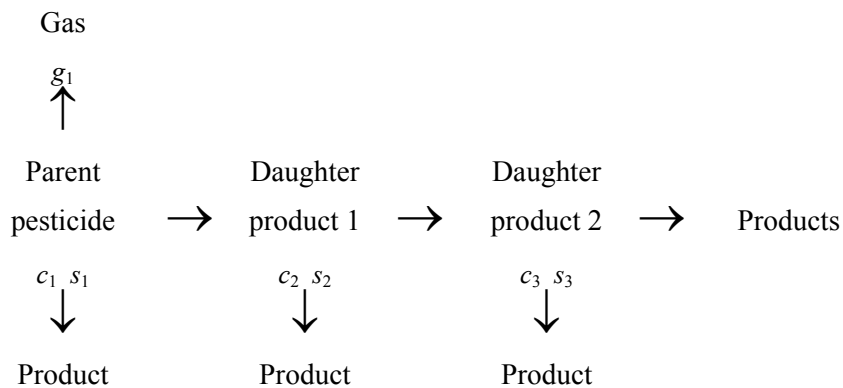 Gas
g₁
Parent Daughter Daughter
pesticide → product 1 → product 2 → Products
c₁ s₁ c₂ s₂ c₃ s₃
Product Product Product